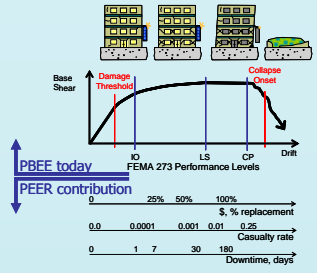 Base
Shear
Damage
Threshold
Collapse
Onset
Drift
IO LS CP
FEMA 273 Performance Levels
PBEE today
PEER contribution
0 25% 50% 100%
$, % replacement
0.0 0.0001 0.001 0.01 0.25
Casualty rate
0 1 7 30 180
Downtime, days